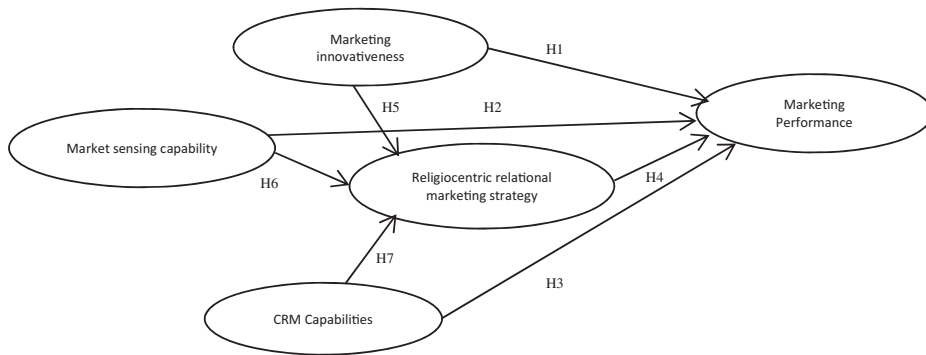 Marketing
innovativeness
H1
Marketing
Performance
H5
H2
Market sensing capability
H6
Religiocentric relational
marketing strategy
H4
H7
H3
CRM Capabilities